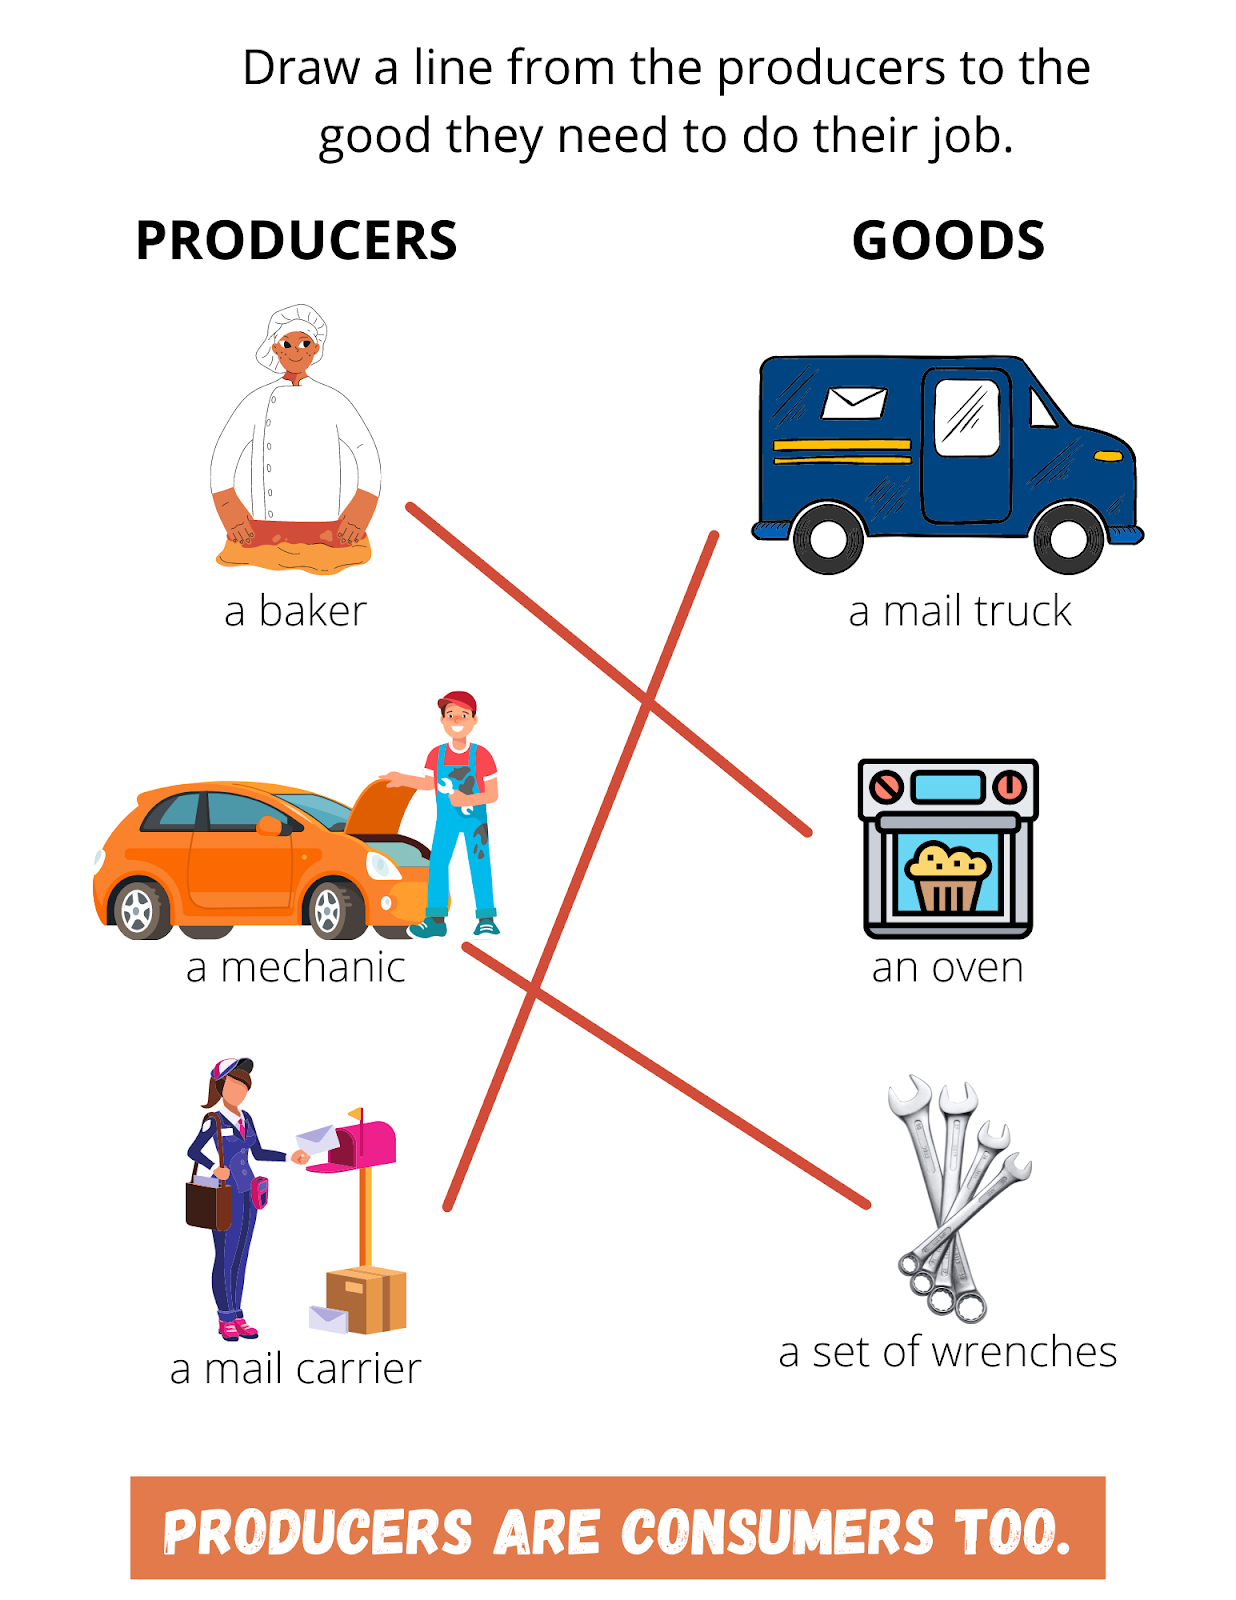 Draw a line from the producers to the
good they need to do their job.
PRODUCERS
GOODS
a baker
a mail truck
a mechanic
an oven
a mail carrier
a set of wrenches
PRODUCERS ARE CONSUMERS TOO.